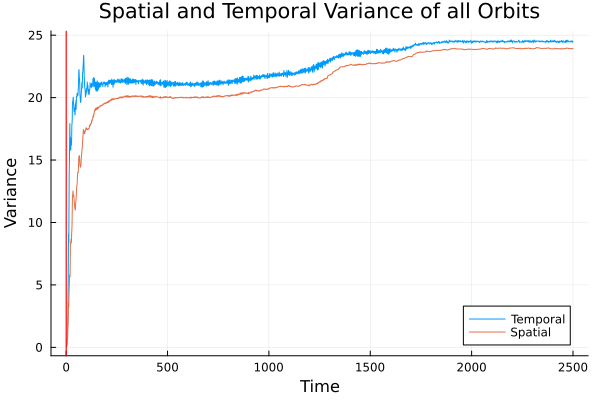 Spatial and Temporal Variance of all Orbits
25
20
15
10
5
0
Variance
0 500 1000 1500 2000 2500
Time
Temporal
Spatial